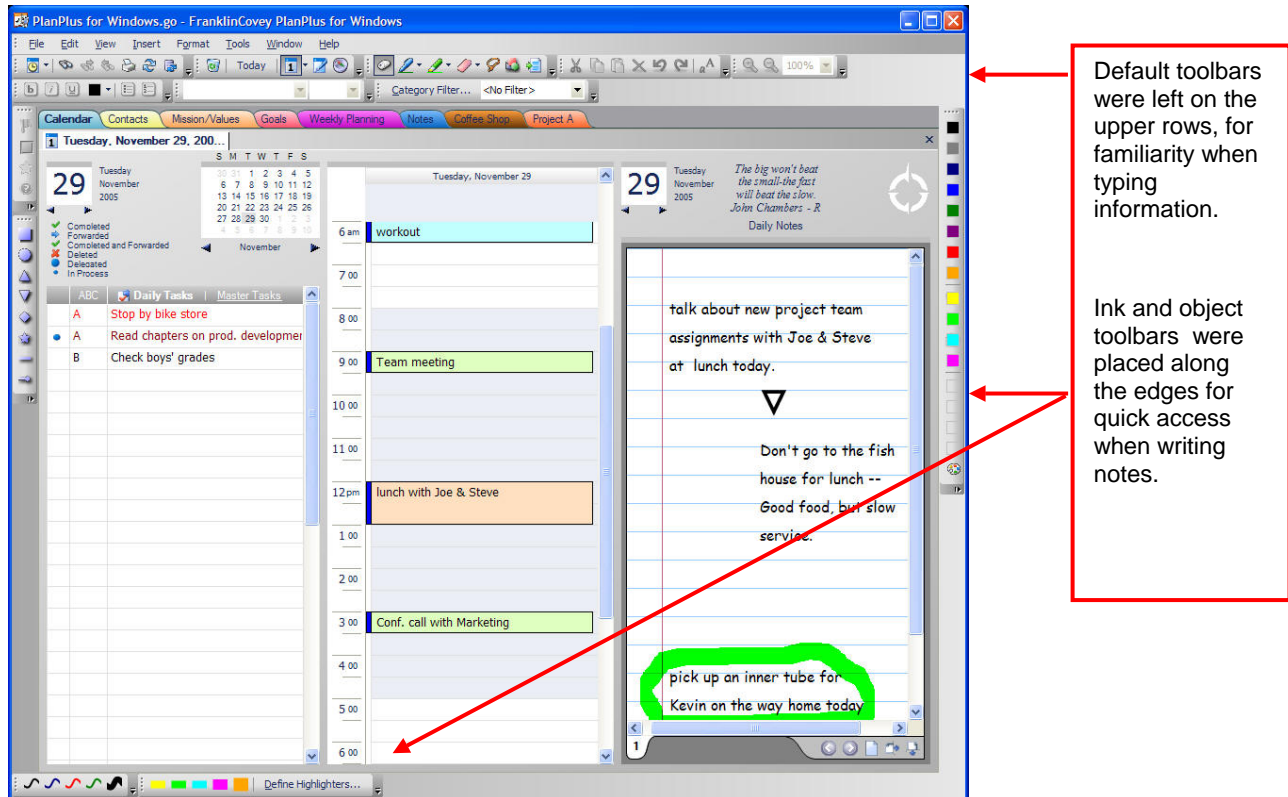 PlanPlus for Windows.go - FranklinCovey PlanPlus for Windows
File Edit View Insert Format Tools Window Help
Today 1 100%
b i u Category Filter... <No Filter>
Calendar Contacts Mission/Values Goals Weekly Planning Notes Coffee Shop Project A
1 Tuesday, November 29, 200...
29
Tuesday
November
2005
Completed
Forwarded
Completed and Forwarded
Deleted
Delegated
In Process
S M T W T F S
30 31 1 2 3 4 5
6 7 8 9 10 11 12
13 14 15 16 17 18 19
20 21 22 23 24 25 26
27 28 29 30 1 2 3
4 5 6 7 8 9 10
November
ABC Daily Tasks | Master Tasks
A Stop by bike store
A Read chapters on prod. developmer
B Check boys' grades
Tuesday, November 29
6 am workout
7 00
8 00
9 00 Team meeting
10 00
11 00
12 pm lunch with Joe & Steve
1 00
2 00
3 00 Conf. call with Marketing
4 00
5 00
6 00
29
Tuesday
November
2005
The big won't beat
the small-the fast
will beat the slow.
John Chambers - R
Daily Notes
talk about new project team
assignments with Joe & Steve
at lunch today.
Don't go to the fish
house for lunch --
Good food, but slow
service.
pick up an inner tube for
Kevin on the way home today
1
Define Highlighters...
Default toolbars
were left on the
upper rows, for
familiarity when
typing
information.
Ink and object
toolbars were
placed along
the edges for
quick access
when writing
notes.